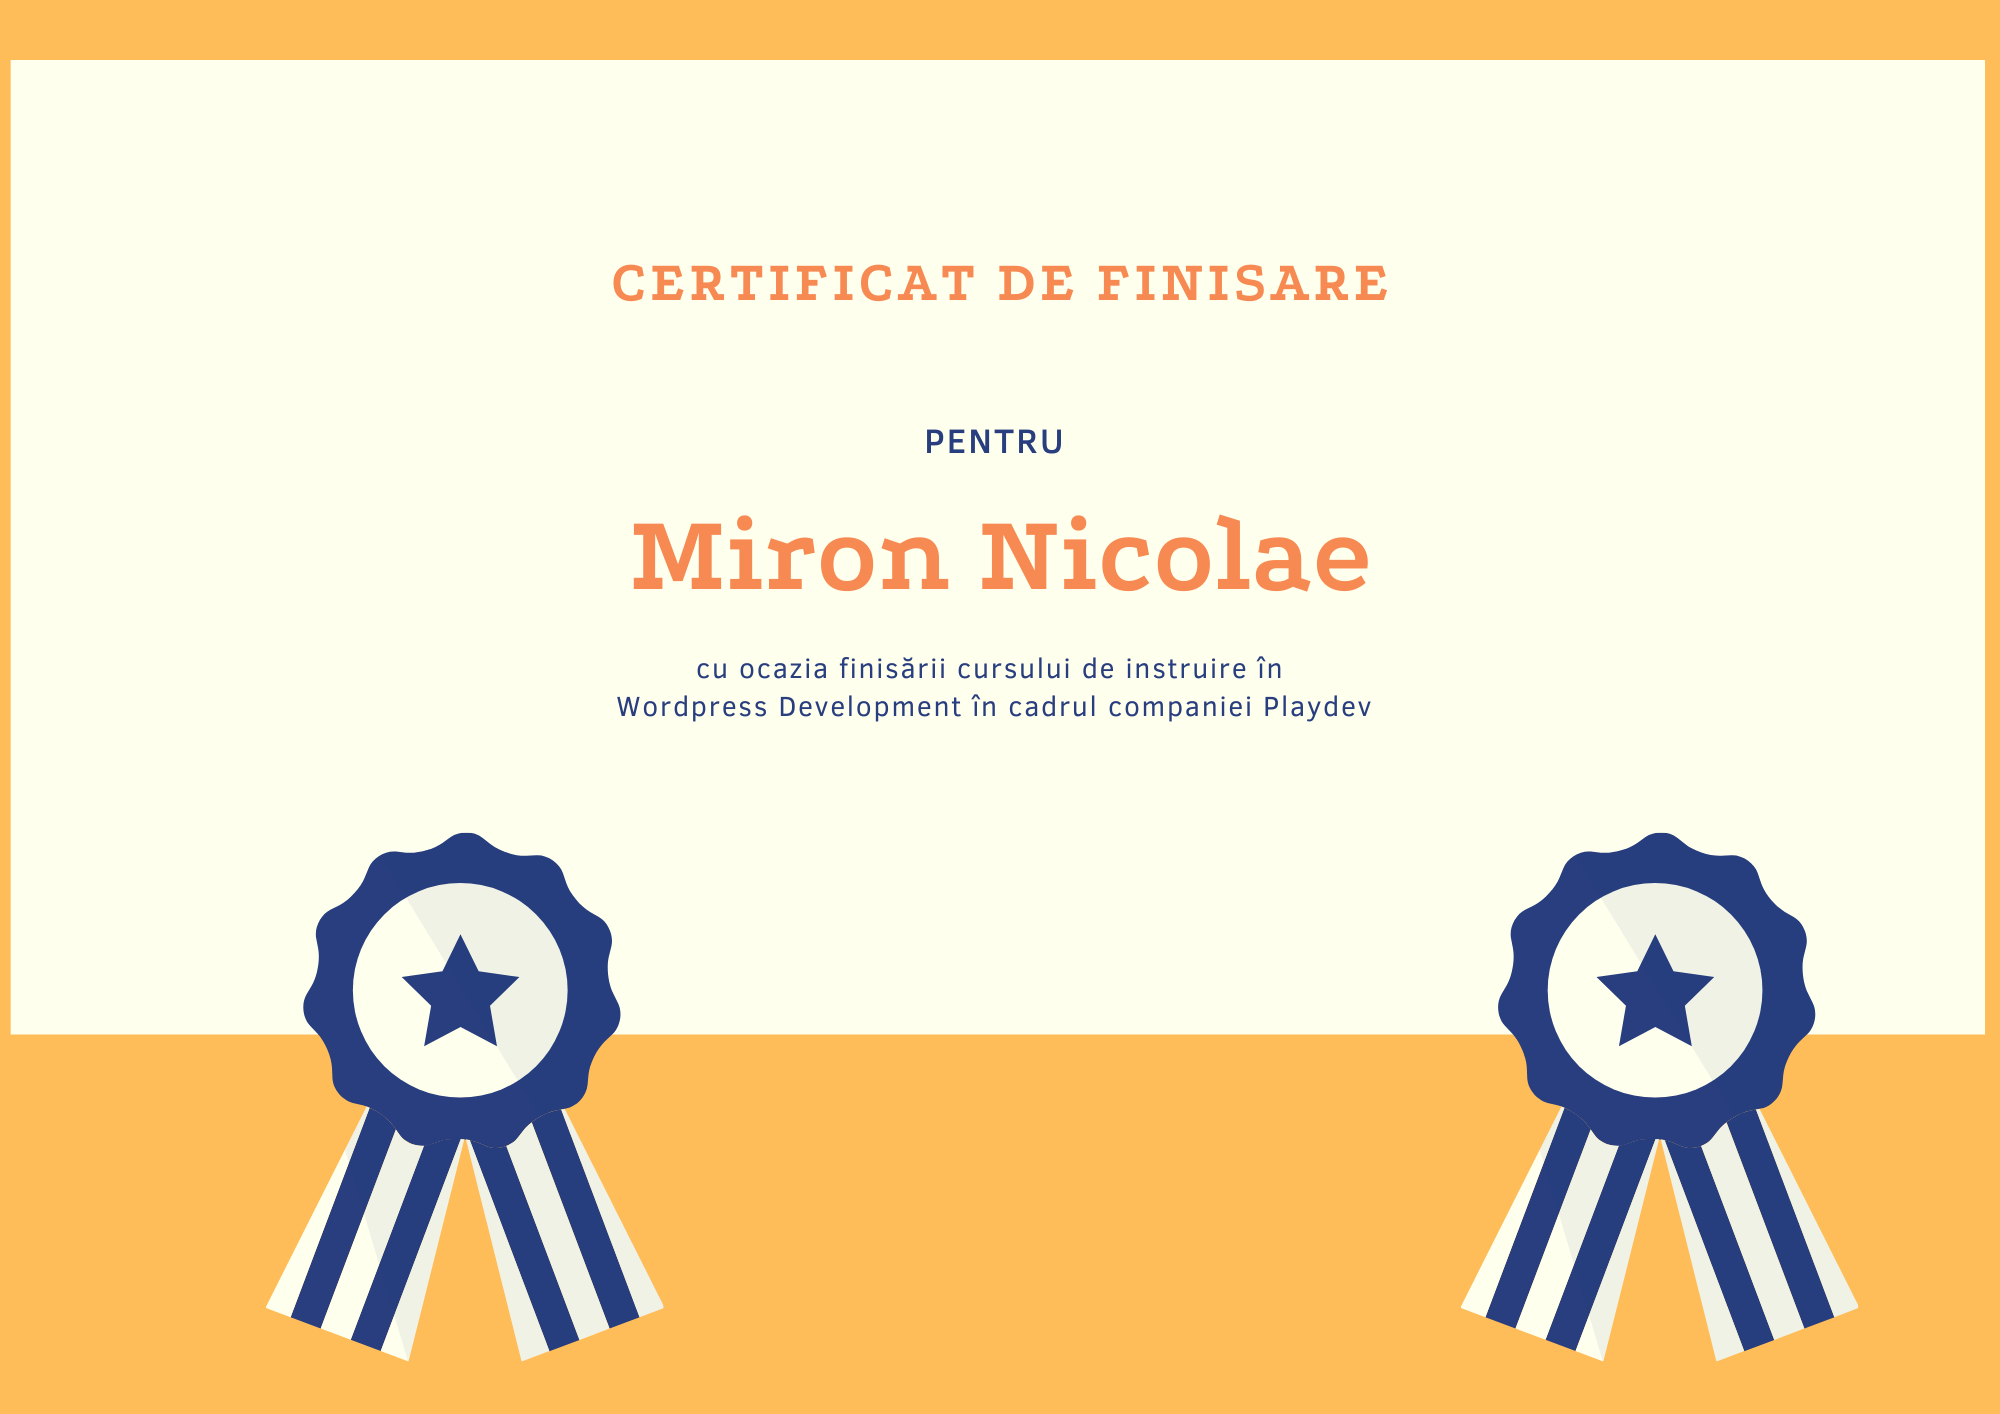 CERTIFICAT DE FINISARE
PENTRU
Miron Nicolae
cu ocazia finisării cursului de instruire în
Wordpress Development în cadrul companiei Playdev